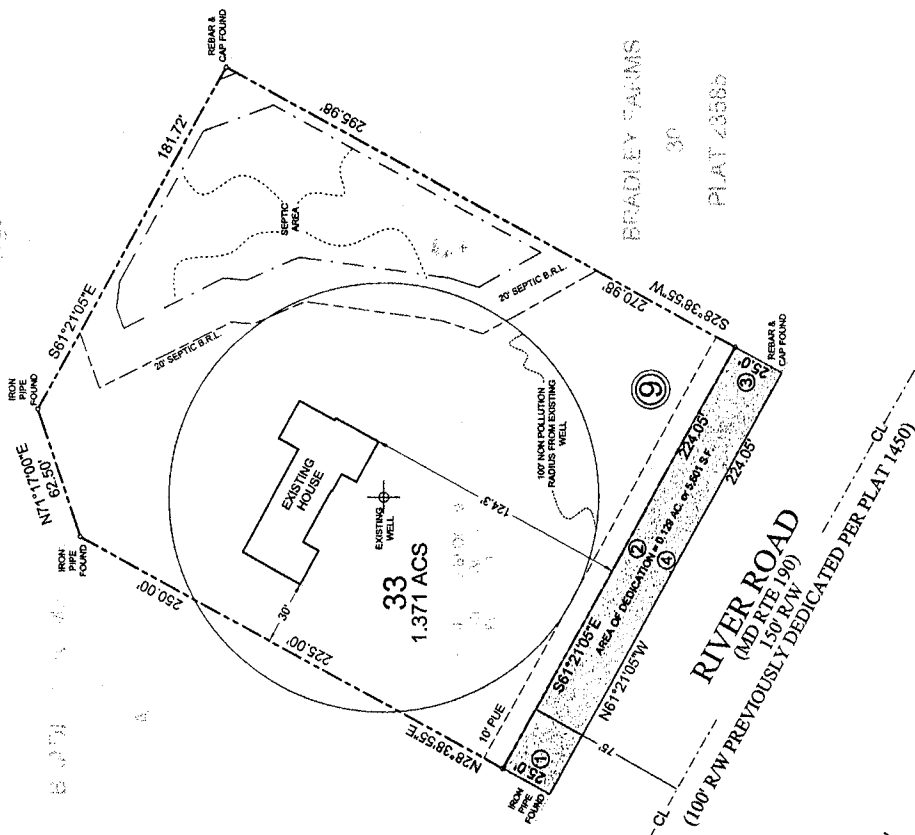 REBAR &
CAP FOUND
181.72'
S61°21'05"E
IRON
PIPE
FOUND
N71°17'00"E
62.50'
IRON
PIPE
FOUND
295.98'
BRADLEY FARMS
PLAT 23585
SEPTIC
AREA
20' SEPTIC B.R.L.
20' SEPTIC B.R.L.
270.98'
S28°38'55"W
250.00'
225.00'
N28°38'55"E
30'
EXISTING
HOUSE
EXISTING
WELL
33
1.371 ACS
124.3'
100' NON POLLUTION
RADIUS FROM EXISTING
WELL
9
REBAR &
CAP FOUND
25.0'
3
224.05'
224.05'
AREA OF DEDICATION = 0.129 AC. or 5,601 S.F.
2
4
S61°21'05"E
N61°21'05"W
10' PUE
25.0'
1
IRON
PIPE
FOUND
75'
CL
CL
RIVER ROAD
(MD RTE 190)
150' R/W
(100' R/W PREVIOUSLY DEDICATED PER PLAT 1450)